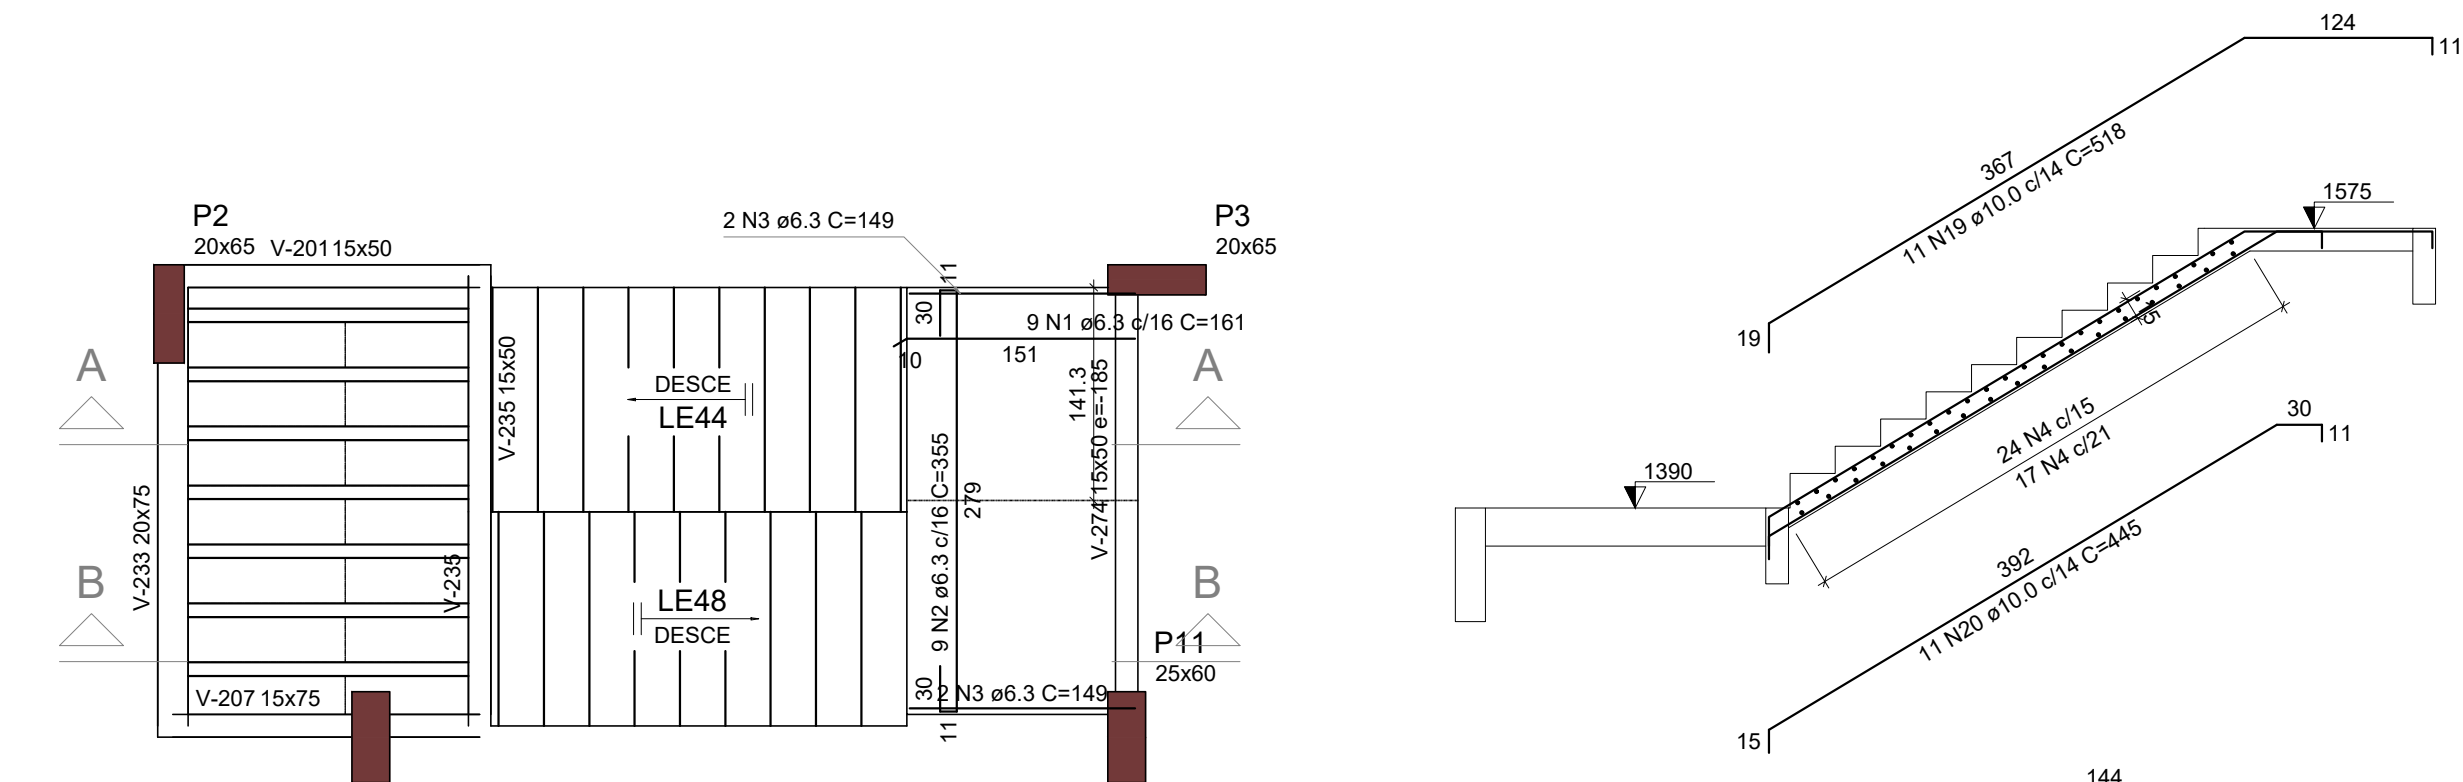 P2
20x65
V-201 15x50
2 N3 ø6.3 C=149
P3
20x65
11
30
9 N1 ø6.3 c/16 C=161
151
10
V-235 15x50
DESCE
LE44
A
A
141.3
V-274 15x50 e=-185
9 N2 ø6.3 c/16 C=355
279
V-233 20x75
V-235
B
B
LE48
DESCE
P11
25x60
30
2 N3 ø6.3 C=149
11
V-207 15x75
124
11
367
11 N19 ø10.0 c/14 C=518
19
1575
15
1390
24 N4 c/15
17 N4 c/21
30
11
392
11 N20 ø10.0 c/14 C=445
15
144